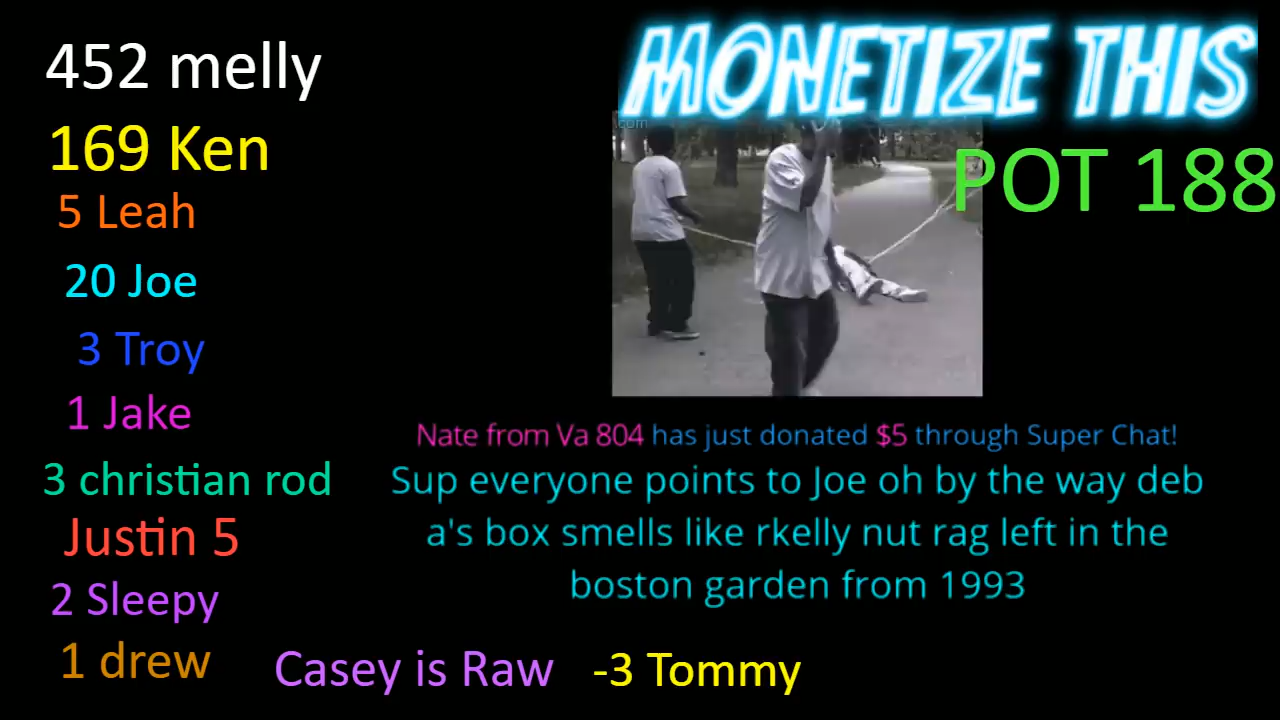 452 melly
MONETIZE THIS
.com
169 Ken
POT 188
5 Leah
20 Joe
3 Troy
1 Jake
Nate from Va 804 has just donated $5 through Super Chat!
3 christian rod
Sup everyone points to Joe oh by the way deb
a's box smells like rkelly nut rag left in the
boston garden from 1993
Justin 5
2 Sleepy
1 drew
Casey is Raw
-3 Tommy